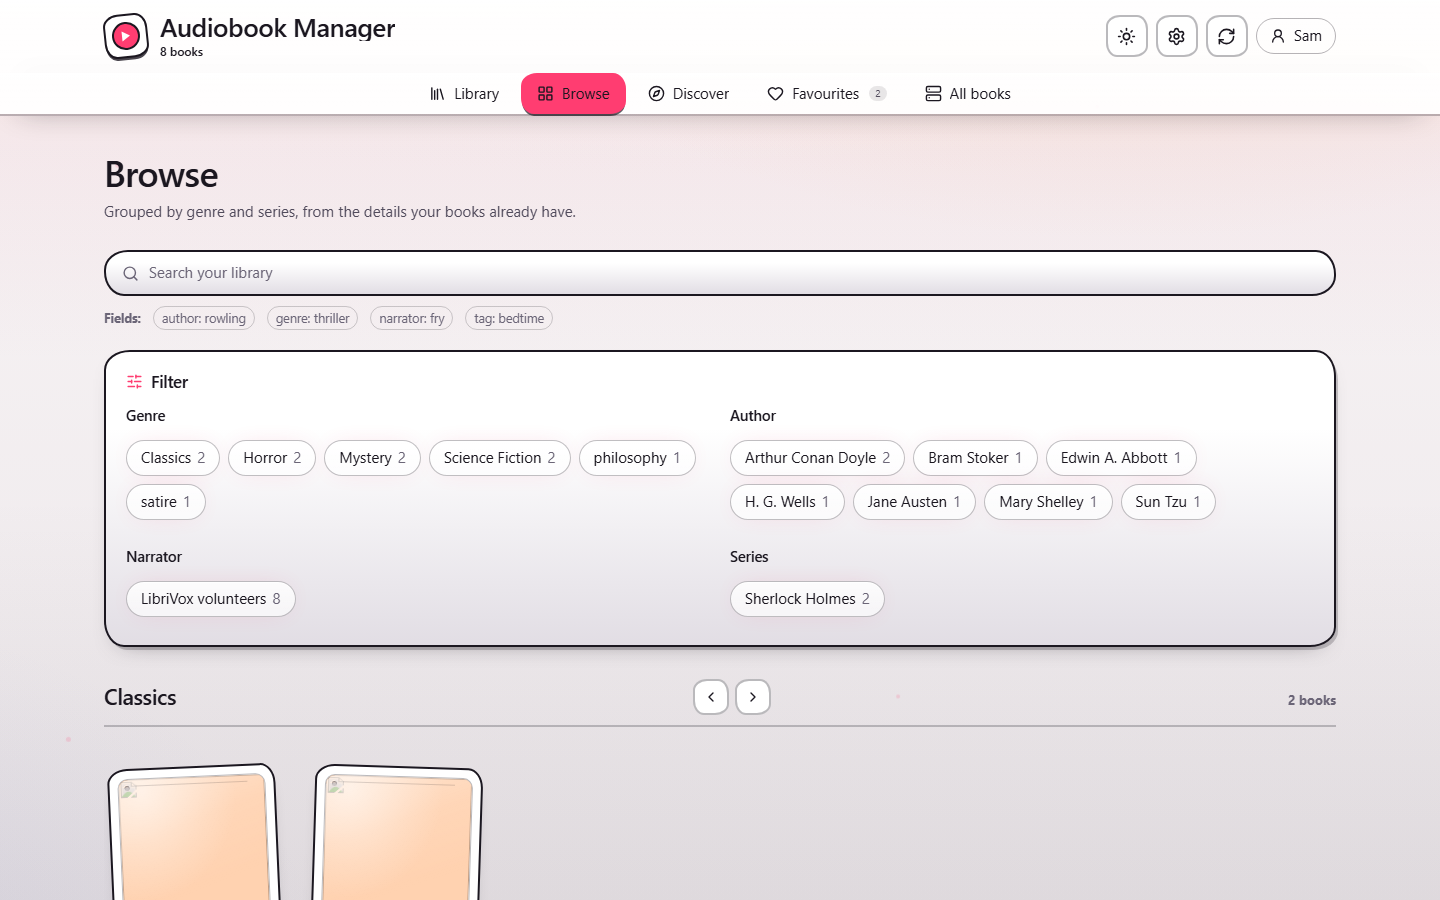 Audiobook Manager
8 books
Sam
Library
Browse
Discover
Favourites 2
All books
Browse
Grouped by genre and series, from the details your books already have.
Search your library
Fields: author: rowling genre: thriller narrator: fry tag: bedtime
Filter
Genre
Classics 2 Horror 2 Mystery 2 Science Fiction 2 philosophy 1
satire 1
Author
Arthur Conan Doyle 2 Bram Stoker 1 Edwin A. Abbott 1
H. G. Wells 1 Jane Austen 1 Mary Shelley 1 Sun Tzu 1
Narrator
LibriVox volunteers 8
Series
Sherlock Holmes 2
Classics
2 books